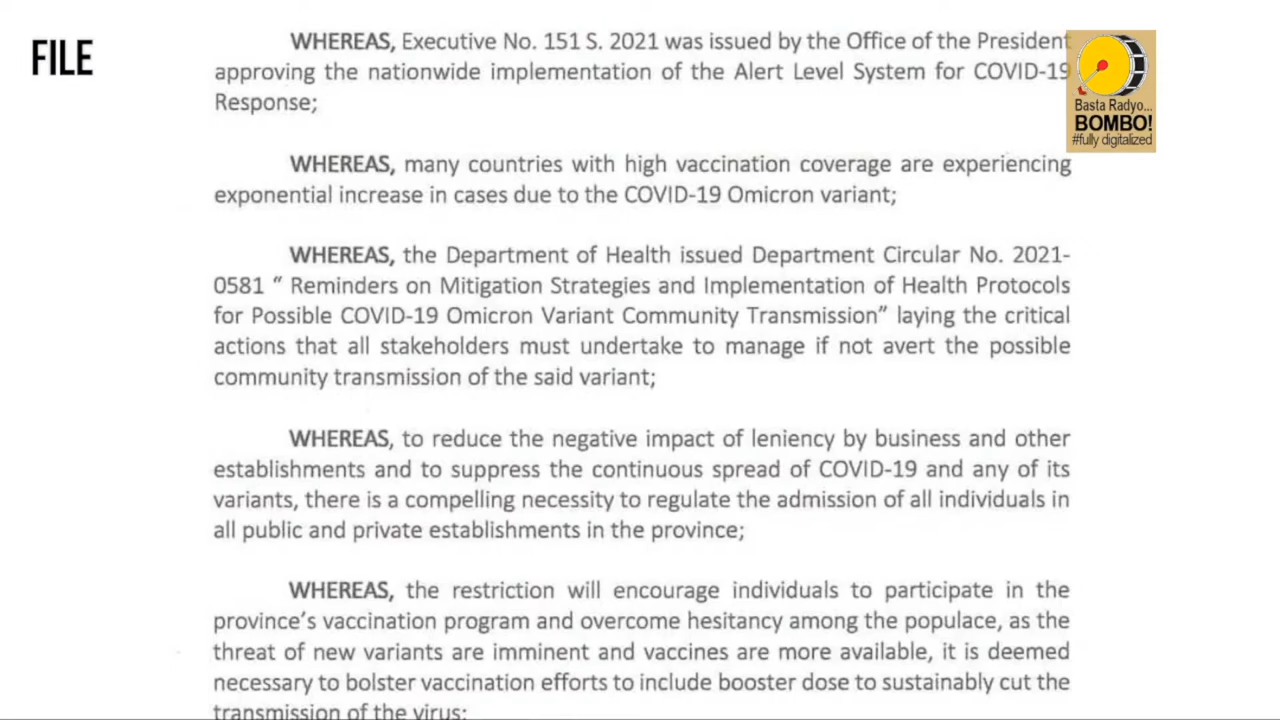 FILE
WHEREAS, Executive No. 151 S. 2021 was issued by the Office of the President
approving the nationwide implementation of the Alert Level System for COVID-19
Response;
Basta Radyo...
BOMBO!
#fully digitalized
WHEREAS, many countries with high vaccination coverage are experiencing
exponential increase in cases due to the COVID-19 Omicron variant;
WHEREAS, the Department of Health issued Department Circular No. 2021-
0581 “ Reminders on Mitigation Strategies and Implementation of Health Protocols
for Possible COVID-19 Omicron Variant Community Transmission” laying the critical
actions that all stakeholders must undertake to manage if not avert the possible
community transmission of the said variant;
WHEREAS, to reduce the negative impact of leniency by business and other
establishments and to suppress the continuous spread of COVID-19 and any of its
variants, there is a compelling necessity to regulate the admission of all individuals in
all public and private establishments in the province;
WHEREAS, the restriction will encourage individuals to participate in the
province’s vaccination program and overcome hesitancy among the populace, as the
threat of new variants are imminent and vaccines are more available, it is deemed
necessary to bolster vaccination efforts to include booster dose to sustainably cut the
transmission of the virus;